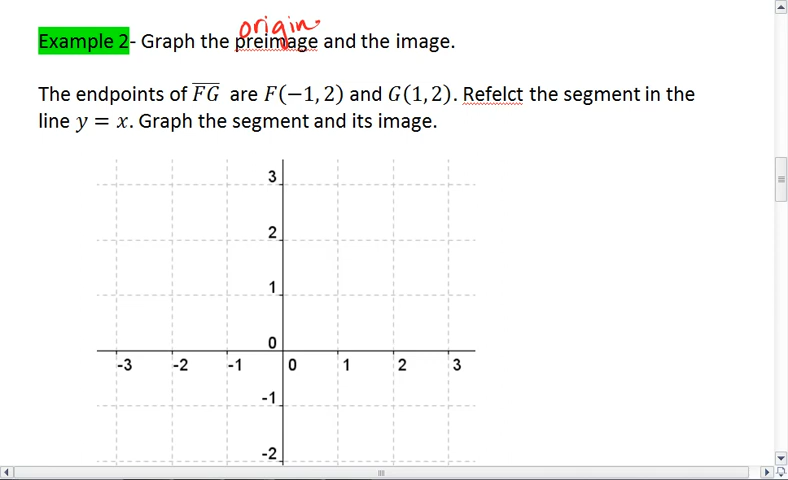 origin.
Example 2- Graph the preimage and the image.
The endpoints of F̅G̅ are F(−1, 2) and G(1, 2). Refelct the segment in the
line y = x. Graph the segment and its image.
3
2
1
0
-3 -2 -1 0 1 2 3
-1
-2